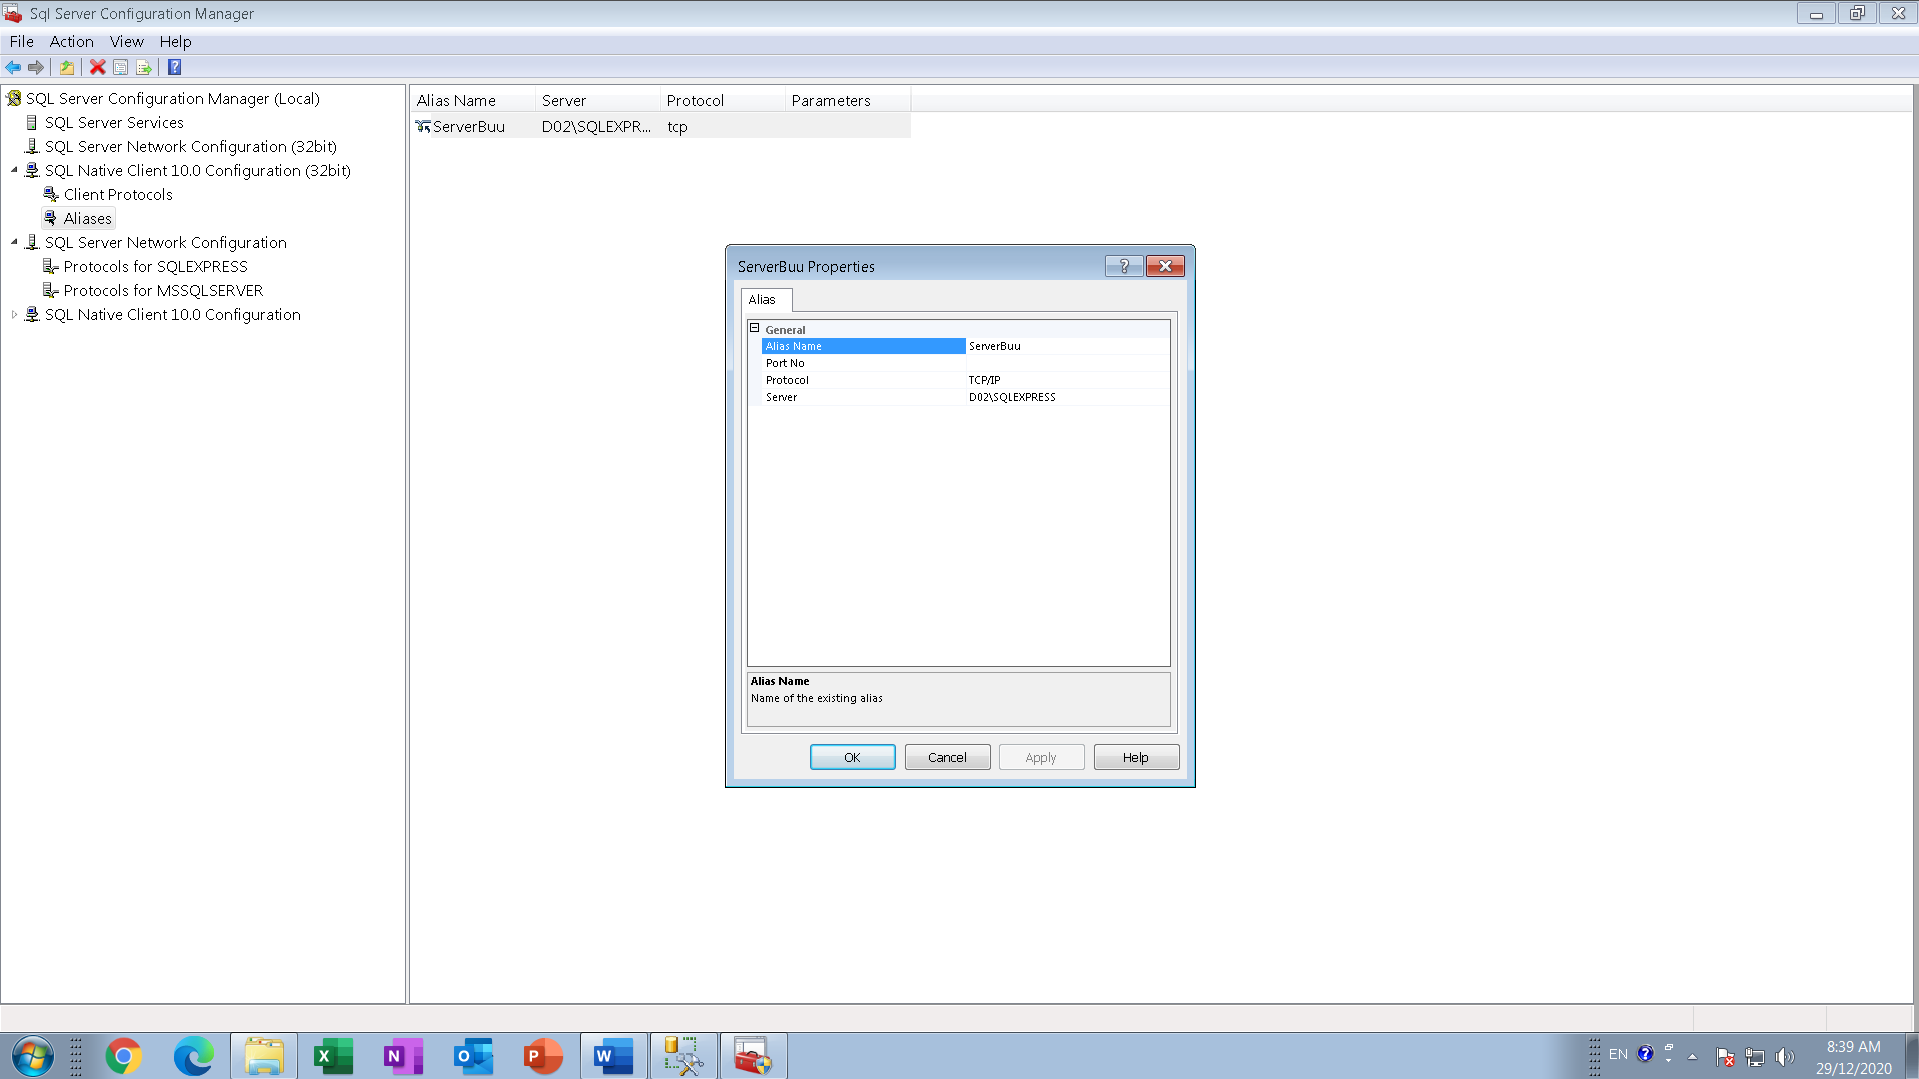 Sql Server Configuration Manager
File Action View Help
SQL Server Configuration Manager (Local)
SQL Server Services
SQL Server Network Configuration (32bit)
SQL Native Client 10.0 Configuration (32bit)
Client Protocols
Aliases
SQL Server Network Configuration
Protocols for SQLEXPRESS
Protocols for MSSQLSERVER
SQL Native Client 10.0 Configuration
Alias Name Server Protocol Parameters
ServerBuu D02\SQLEXPR... tcp
ServerBuu Properties
Alias
General
Alias Name ServerBuu
Port No
Protocol TCP/IP
Server D02\SQLEXPRESS
Alias Name
Name of the existing alias
OK Cancel Apply Help
EN
8:39 AM
29/12/2020